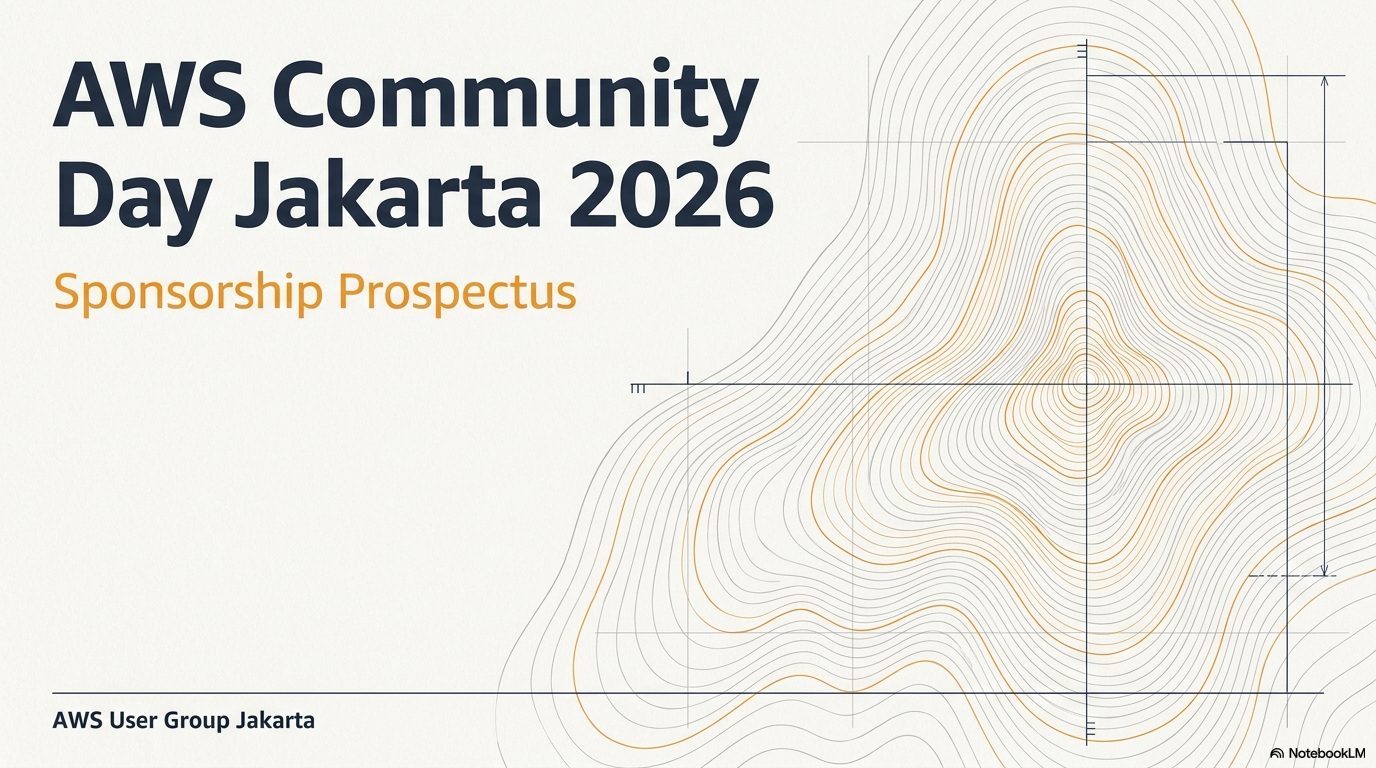 AWS Community
Day Jakarta 2026
Sponsorship Prospectus
AWS User Group Jakarta
NotebookLM